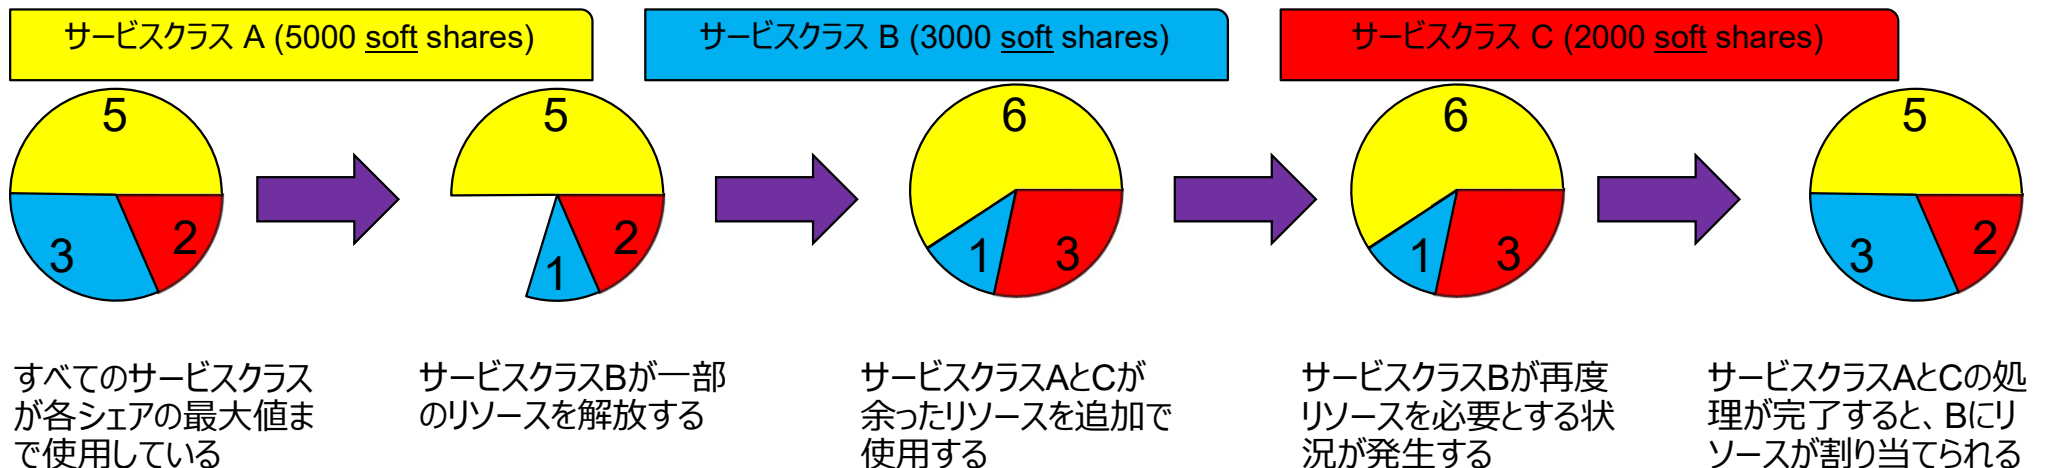 サービスクラス A (5000 soft shares)
サービスクラス B (3000 soft shares)
サービスクラス C (2000 soft shares)
5
3
2
5
1
2
6
1
3
6
1
3
5
3
2
すべてのサービスクラス
が各シェアの最大値ま
で使用している
サービスクラスBが一部
のリソースを解放する
サービスクラスAとCが
余ったリソースを追加で
使用する
サービスクラスBが再度
リソースを必要とする状
況が発生する
サービスクラスAとCの処
理が完了すると、Bにリ
ソースが割り当てられる